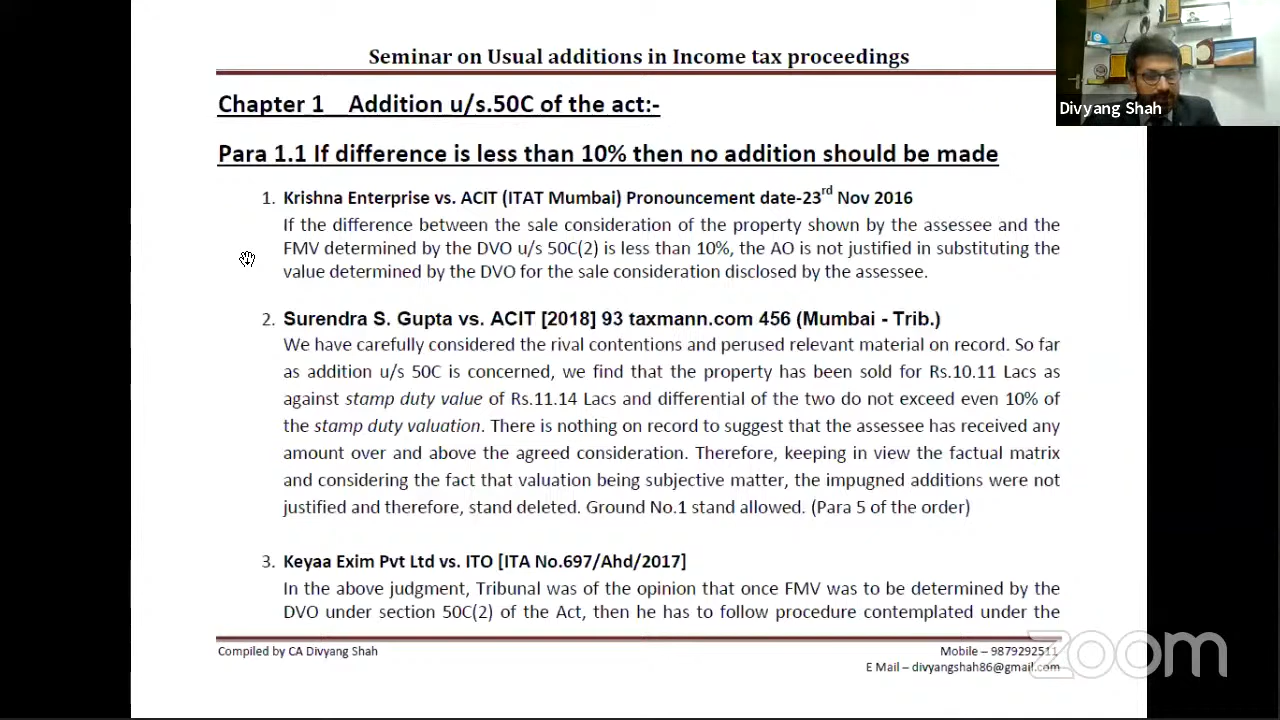 Seminar on Usual additions in Income tax proceedings
Divyang Shah
Chapter 1   Addition u/s.50C of the act:-
Para 1.1 If difference is less than 10% then no addition should be made
1. Krishna Enterprise vs. ACIT (ITAT Mumbai) Pronouncement date-23rd Nov 2016
If the difference between the sale consideration of the property shown by the assessee and the
FMV determined by the DVO u/s 50C(2) is less than 10%, the AO is not justified in substituting the
value determined by the DVO for the sale consideration disclosed by the assessee.
2. Surendra S. Gupta vs. ACIT [2018] 93 taxmann.com 456 (Mumbai - Trib.)
We have carefully considered the rival contentions and perused relevant material on record. So far
as addition u/s 50C is concerned, we find that the property has been sold for Rs.10.11 Lacs as
against stamp duty value of Rs.11.14 Lacs and differential of the two do not exceed even 10% of
the stamp duty valuation. There is nothing on record to suggest that the assessee has received any
amount over and above the agreed consideration. Therefore, keeping in view the factual matrix
and considering the fact that valuation being subjective matter, the impugned additions were not
justified and therefore, stand deleted. Ground No.1 stand allowed. (Para 5 of the order)
3. Keyaa Exim Pvt Ltd vs. ITO [ITA No.697/Ahd/2017]
In the above judgment, Tribunal was of the opinion that once FMV was to be determined by the
DVO under section 50C(2) of the Act, then he has to follow procedure contemplated under the
Compiled by CA Divyang Shah
Mobile – 9879292511
E Mail – divyangshah86@gmail.com
zoom